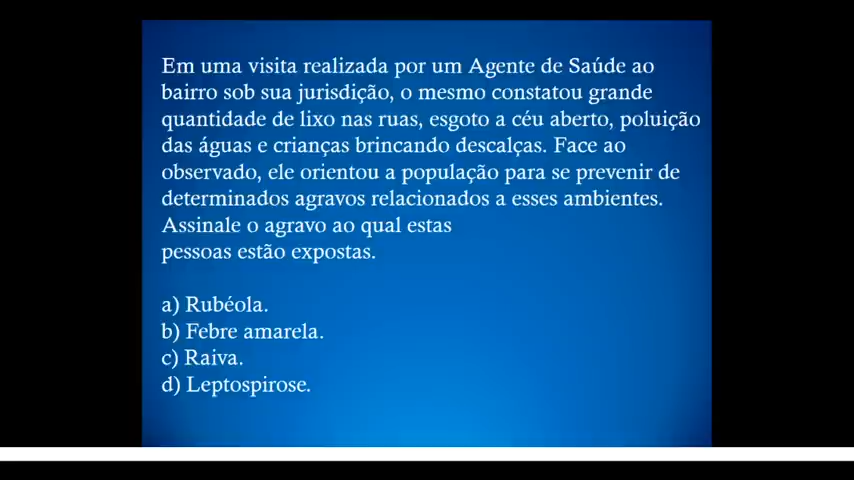 Em uma visita realizada por um Agente de Saúde ao
bairro sob sua jurisdição, o mesmo constatou grande
quantidade de lixo nas ruas, esgoto a céu aberto, poluição
das águas e crianças brincando descalças. Face ao
observado, ele orientou a população para se prevenir de
determinados agravos relacionados a esses ambientes.
Assinale o agravo ao qual estas
pessoas estão expostas.
a) Rubéola.
b) Febre amarela.
c) Raiva.
d) Leptospirose.